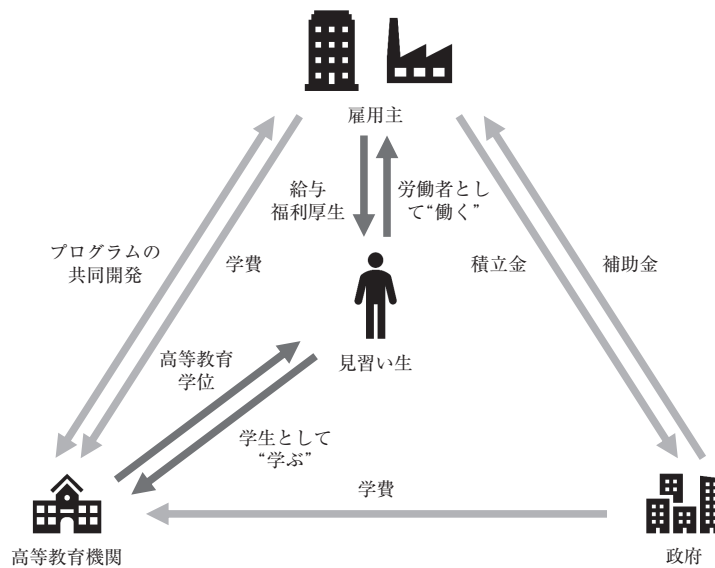 雇用主
給与
福利厚生
労働者とし
て“働く”
プログラムの
共同開発
学費
積立金
補助金
見習い生
高等教育
学位
学生として
“学ぶ”
学費
高等教育機関
政府